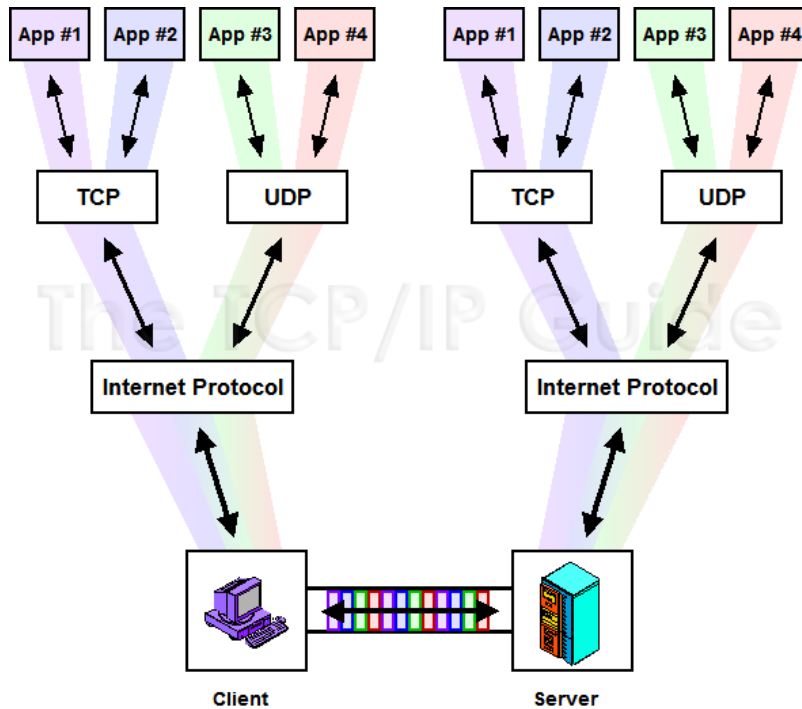 App #1 App #2 App #3 App #4 App #1 App #2 App #3 App #4
TCP UDP TCP UDP
The TCP/IP Guide
Internet Protocol Internet Protocol
Client Server